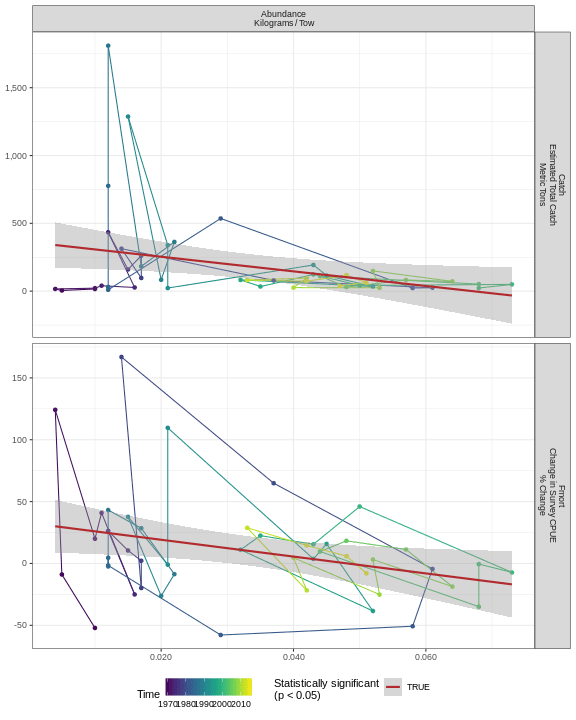 Abundance
Kilograms / Tow
1,500
1,000
500
0
Catch
Estimated Total Catch
Metric Tons
150
100
50
0
-50
Fmort
Change in Survey CPUE
% Change
0.020
0.040
0.060
Time
1970 1980 1990 2000 2010
Statistically significant
(p < 0.05)
TRUE